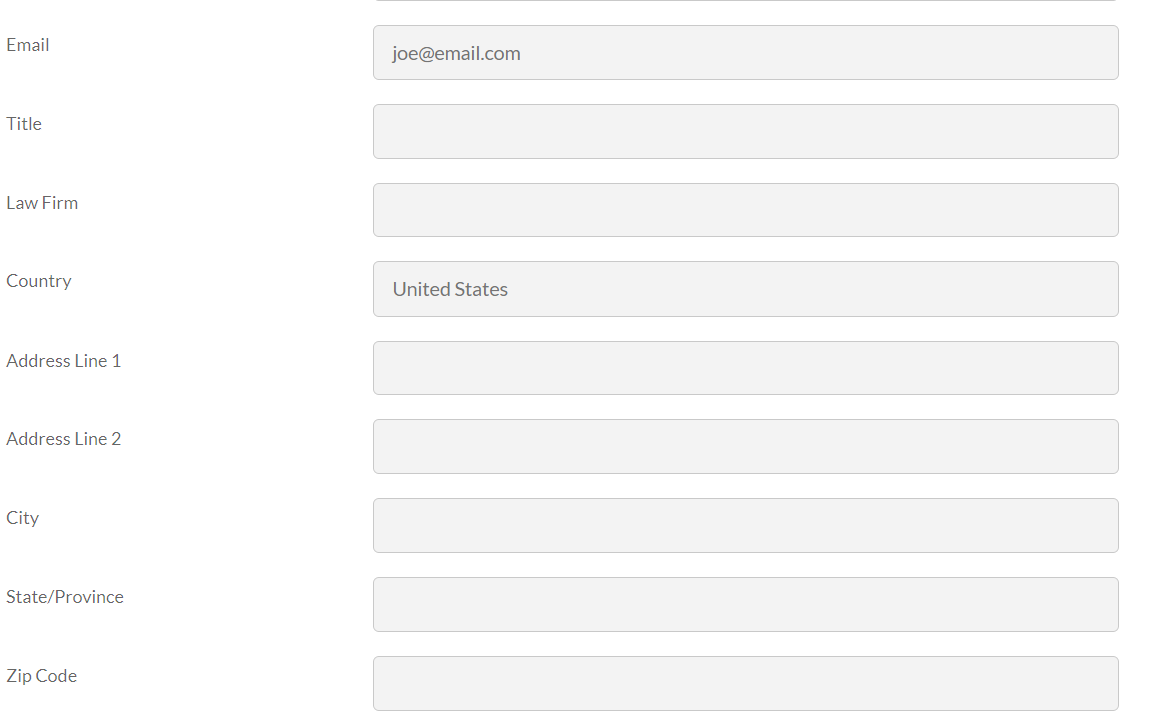 Email
joe@email.com
Title
Law Firm
Country
United States
Address Line 1
Address Line 2
City
State/Province
Zip Code